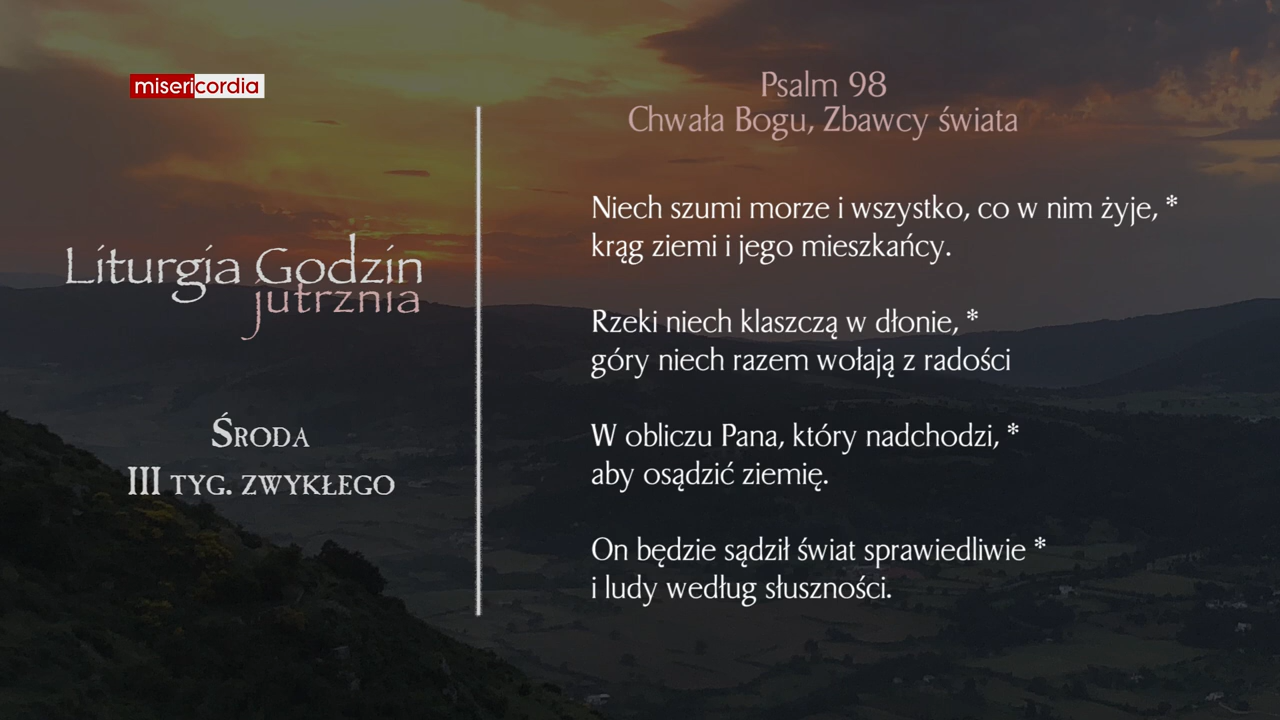 misericordia
Liturgia Godzin
jutrznia
Środa
III tyg. zwykłego
Psalm 98
Chwała Bogu, Zbawcy świata
Niech szumi morze i wszystko, co w nim żyje, *
krąg ziemi i jego mieszkańcy.
Rzeki niech klaszczą w dłonie, *
góry niech razem wołają z radości
W obliczu Pana, który nadchodzi, *
aby osądzić ziemię.
On będzie sądził świat sprawiedliwie *
i ludy według słuszności.